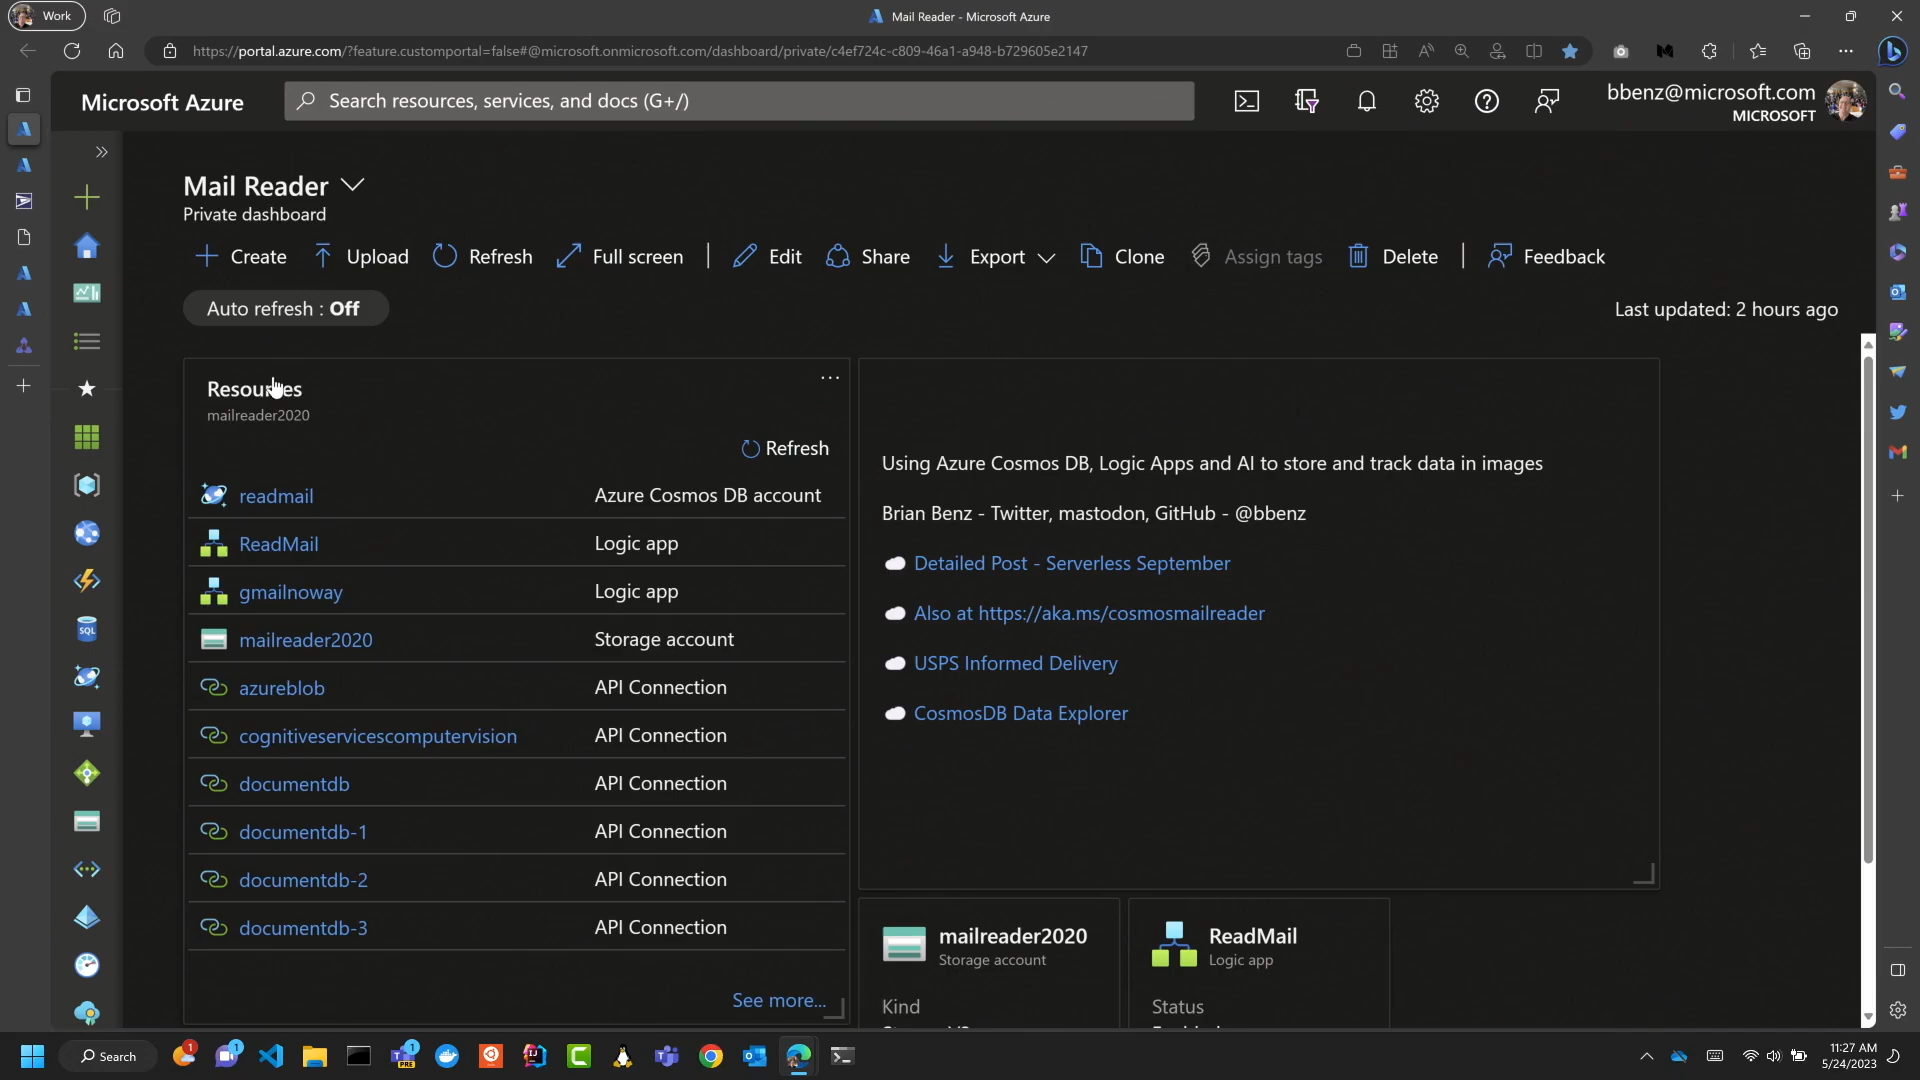 Work
Mail Reader - Microsoft Azure
https://portal.azure.com/?feature.customportal=false#@microsoft.onmicrosoft.com/dashboard/private/c4ef724c-c809-46a1-a948-b729605e2147
Microsoft Azure
Search resources, services, and docs (G+/)
bbenz@microsoft.com
MICROSOFT
Mail Reader
Private dashboard
Create
Upload
Refresh
Full screen
Edit
Share
Export
Clone
Assign tags
Delete
Feedback
Auto refresh : Off
Last updated: 2 hours ago
Resources
mailreader2020
Refresh
readmail Azure Cosmos DB account
ReadMail Logic app
gmailnoway Logic app
mailreader2020 Storage account
azureblob API Connection
cognitiveservicescomputervision API Connection
documentdb API Connection
documentdb-1 API Connection
documentdb-2 API Connection
documentdb-3 API Connection
See more...
Using Azure Cosmos DB, Logic Apps and AI to store and track data in images
Brian Benz - Twitter, mastodon, GitHub - @bbenz
Detailed Post - Serverless September
Also at https://aka.ms/cosmosmailreader
USPS Informed Delivery
CosmosDB Data Explorer
mailreader2020
Storage account
Kind
ReadMail
Logic app
Status
SQL
Search
1
1
1
PRE
11:27 AM
5/24/2023